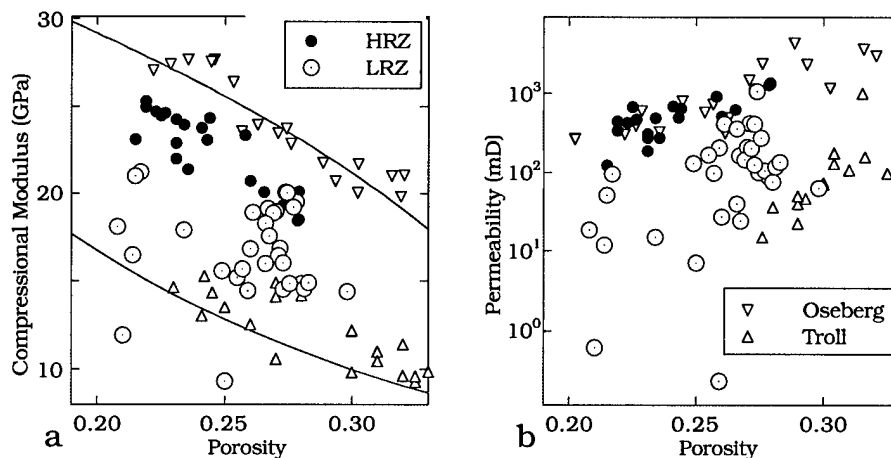 30
20
10
Compressional Modulus (GPa)
HRZ
LRZ
0.20
0.25
0.30
a
Porosity
10³
10²
10¹
10⁰
Permeability (mD)
Oseberg
Troll
0.20
0.25
0.30
b
Porosity